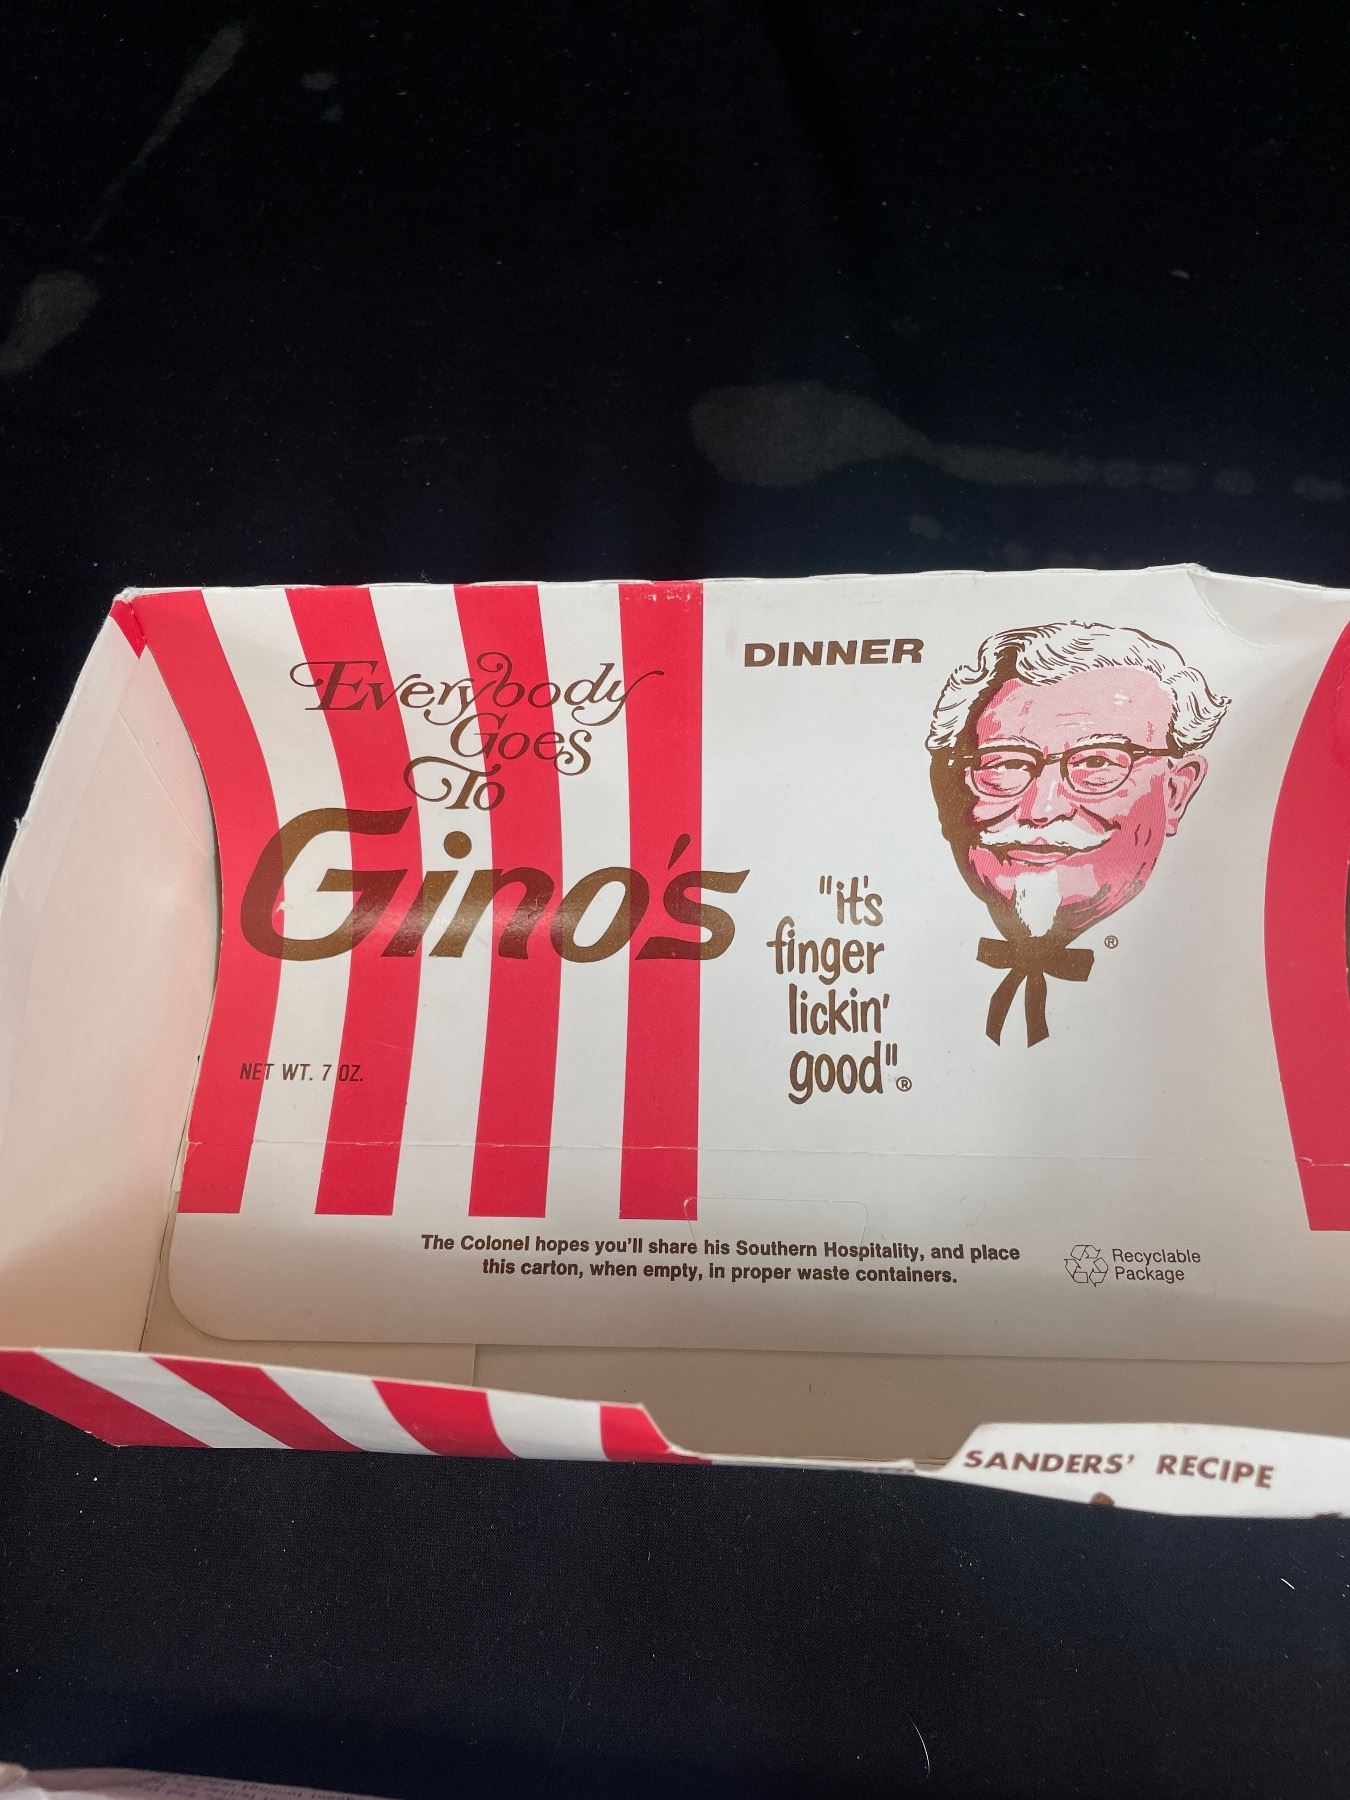 Everybody
Goes
To
Gino's
NET WT. 7 OZ.
DINNER
"it's
finger
lickin'
good"®
®
The Colonel hopes you'll share his Southern Hospitality, and place
this carton, when empty, in proper waste containers.
Recyclable
Package
SANDERS' RECIPE